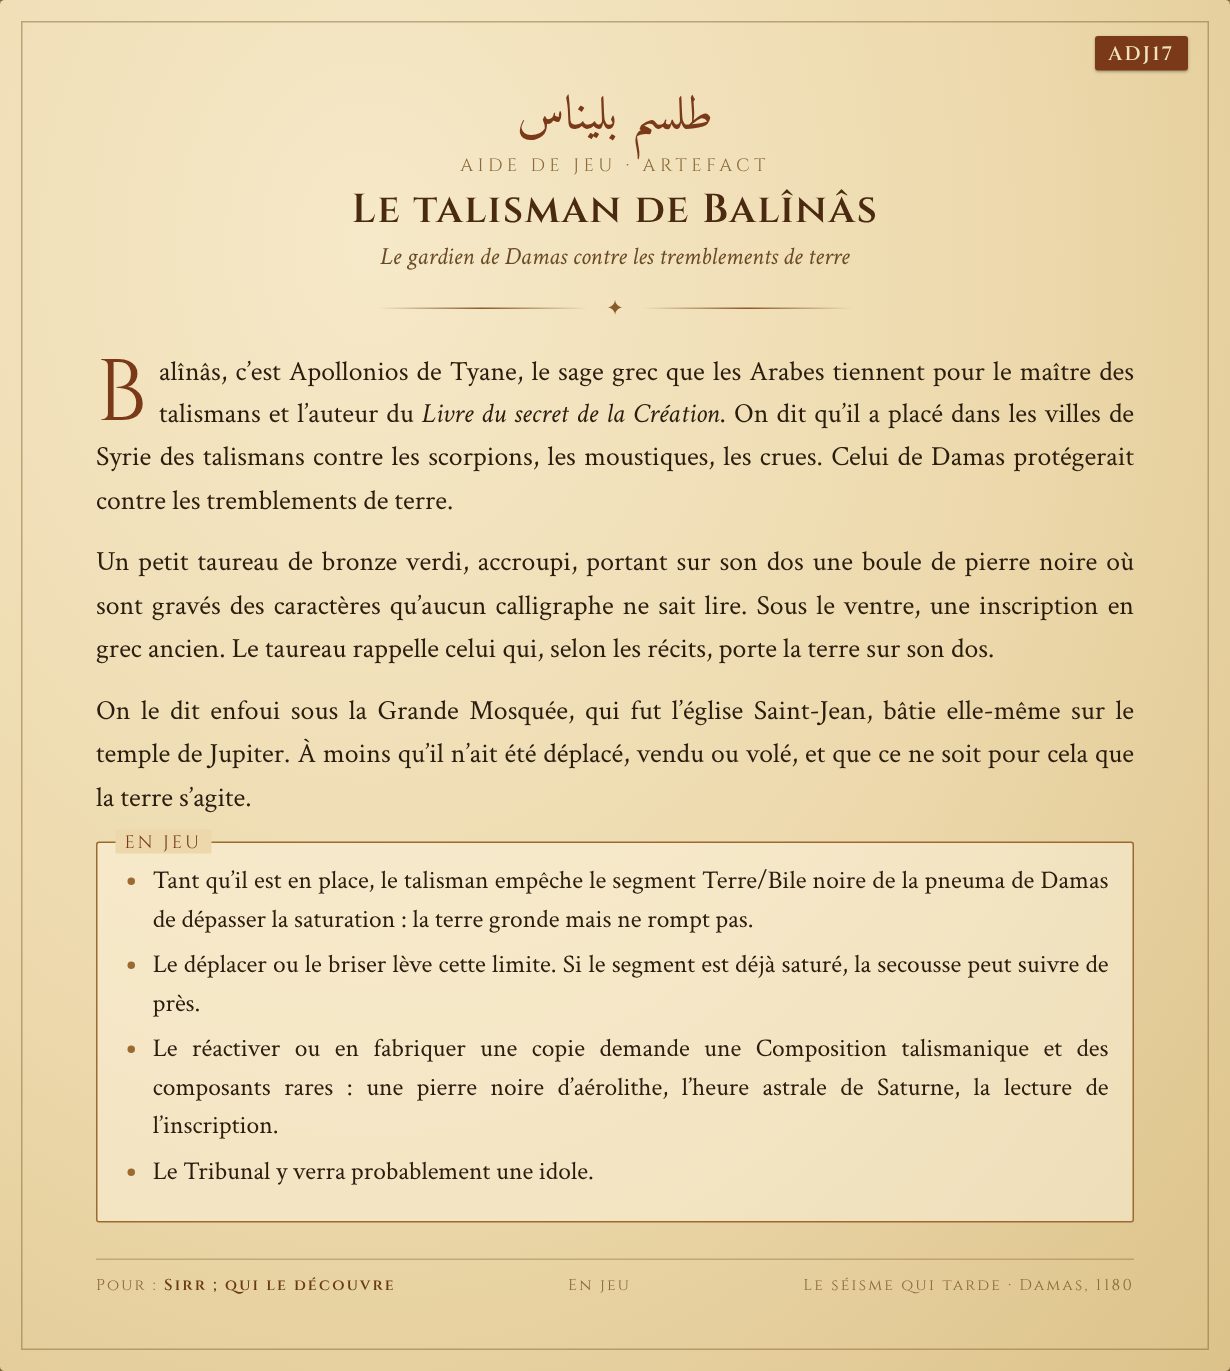 ADJ17
طلسم بليناس
AIDE DE JEU · ARTEFACT
LE TALISMAN DE BALÎNÂS
Le gardien de Damas contre les tremblements de terre
✦
Balînâs, c’est Apollonios de Tyane, le sage grec que les Arabes tiennent pour le maître des
talismans et l’auteur du Livre du secret de la Création. On dit qu’il a placé dans les villes de
Syrie des talismans contre les scorpions, les moustiques, les crues. Celui de Damas protégerait
contre les tremblements de terre.
Un petit taureau de bronze verdi, accroupi, portant sur son dos une boule de pierre noire où
sont gravés des caractères qu’aucun calligraphe ne sait lire. Sous le ventre, une inscription en
grec ancien. Le taureau rappelle celui qui, selon les récits, porte la terre sur son dos.
On le dit enfoui sous la Grande Mosquée, qui fut l’église Saint-Jean, bâtie elle-même sur le
temple de Jupiter. À moins qu’il n’ait été déplacé, vendu ou volé, et que ce ne soit pour cela que
la terre s’agite.
EN JEU
• Tant qu’il est en place, le talisman empêche le segment Terre/Bile noire de la pneuma de Damas
de dépasser la saturation : la terre gronde mais ne rompt pas.
• Le déplacer ou le briser lève cette limite. Si le segment est déjà saturé, la secousse peut suivre de
près.
• Le réactiver ou en fabriquer une copie demande une Composition talismanique et des
composants rares : une pierre noire d’aérolithe, l’heure astrale de Saturne, la lecture de
l’inscription.
• Le Tribunal y verra probablement une idole.
POUR : SIRR ; QUI LE DÉCOUVRE
EN JEU
LE SÉISME QUI TARDE · DAMAS, 1180